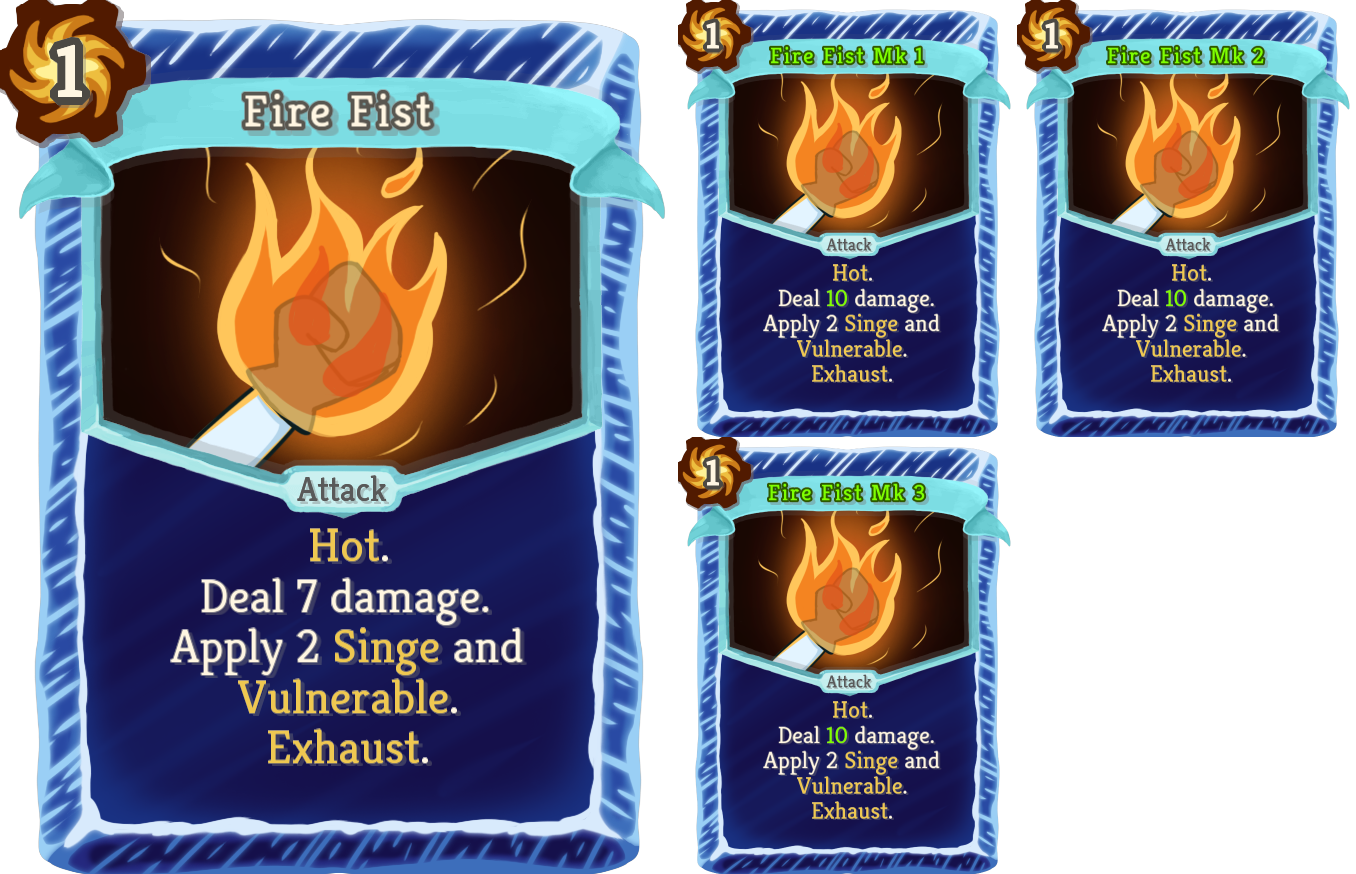 1
Fire Fist
Attack
Hot.
Deal 7 damage.
Apply 2 Singe and
Vulnerable.
Exhaust.
1
Fire Fist Mk 1
Attack
Hot.
Deal 10 damage.
Apply 2 Singe and
Vulnerable.
Exhaust.
1
Fire Fist Mk 2
Attack
Hot.
Deal 10 damage.
Apply 2 Singe and
Vulnerable.
Exhaust.
1
Fire Fist Mk 3
Attack
Hot.
Deal 10 damage.
Apply 2 Singe and
Vulnerable.
Exhaust.